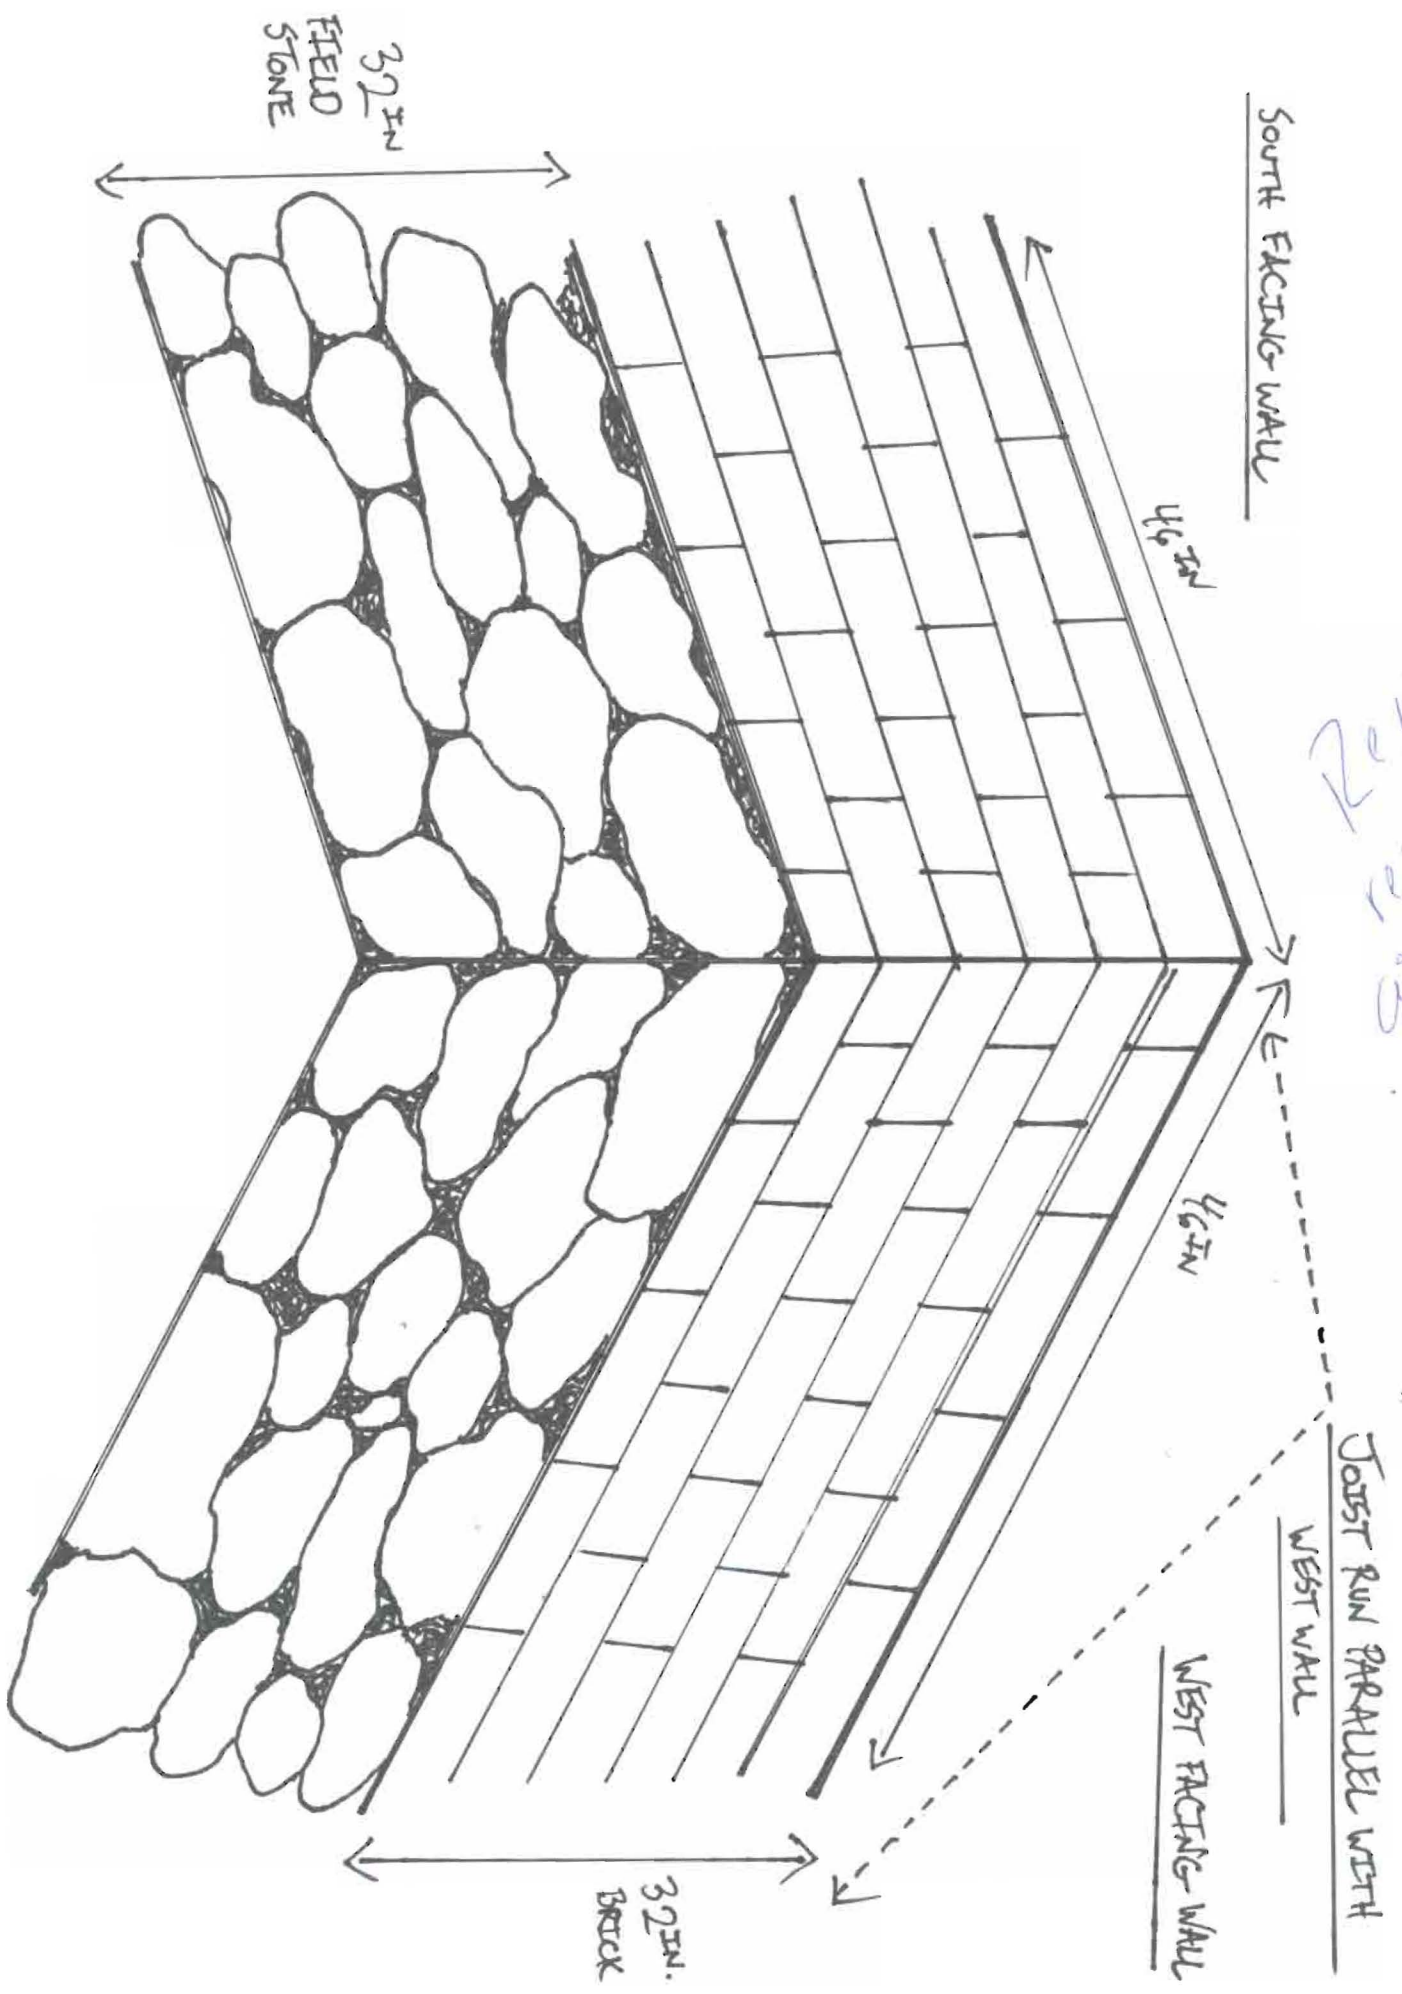 JOIST RUN PARALLEL WITH
WEST WALL
SOUTH FACING WALL
WEST FACING WALL
46 IN
46 IN
32 IN
FIELD
STONE
32 IN.
BRICK